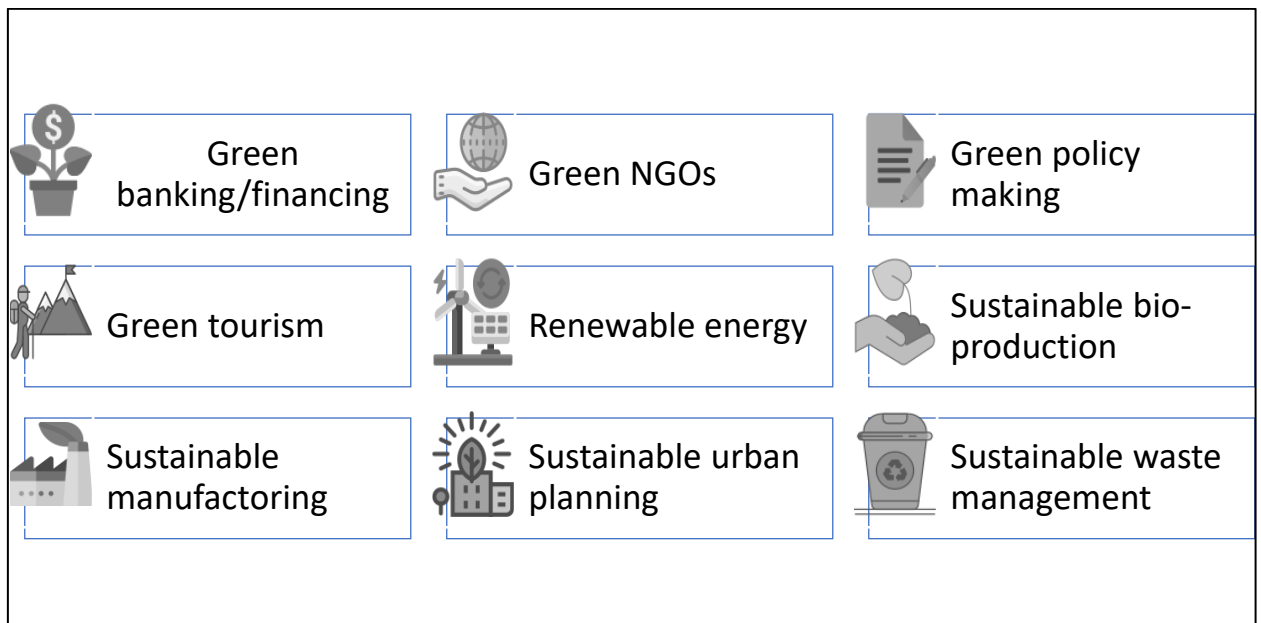 $
Green
banking/financing
Green NGOs
Green policy
making
Green tourism
Renewable energy
Sustainable bio-
production
Sustainable
manufactoring
Sustainable urban
planning
Sustainable waste
management